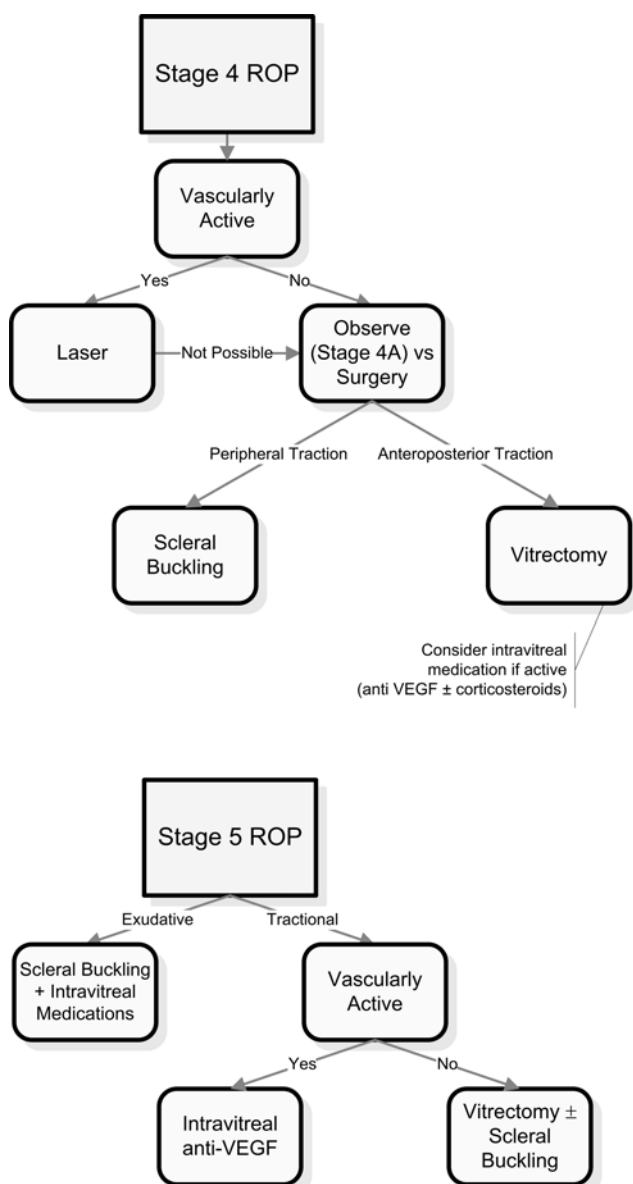 Stage 4 ROP
Vascularly
Active
Yes
No
Laser
Not Possible
Observe
(Stage 4A) vs
Surgery
Peripheral Traction
Anteroposterior Traction
Scleral
Buckling
Vitrectomy
Consider intravitreal
medication if active
(anti VEGF ± corticosteroids)
Stage 5 ROP
Exudative
Tractional
Scleral Buckling
+ Intravitreal
Medications
Vascularly
Active
Yes
No
Intravitreal
anti-VEGF
Vitrectomy ±
Scleral
Buckling